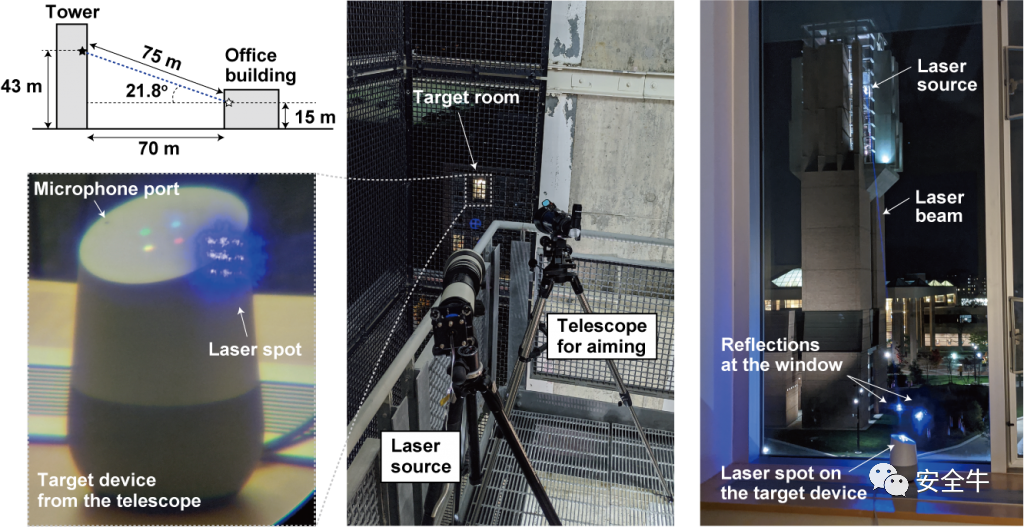 Tower
75 m
Office
building
43 m
21.8°
15 m
70 m
Microphone port
Laser spot
Target device
from the telescope
Target room
Telescope
for aiming
Laser
source
Laser
source
Laser
beam
Reflections
at the window
Laser spot on
the target device
安全牛